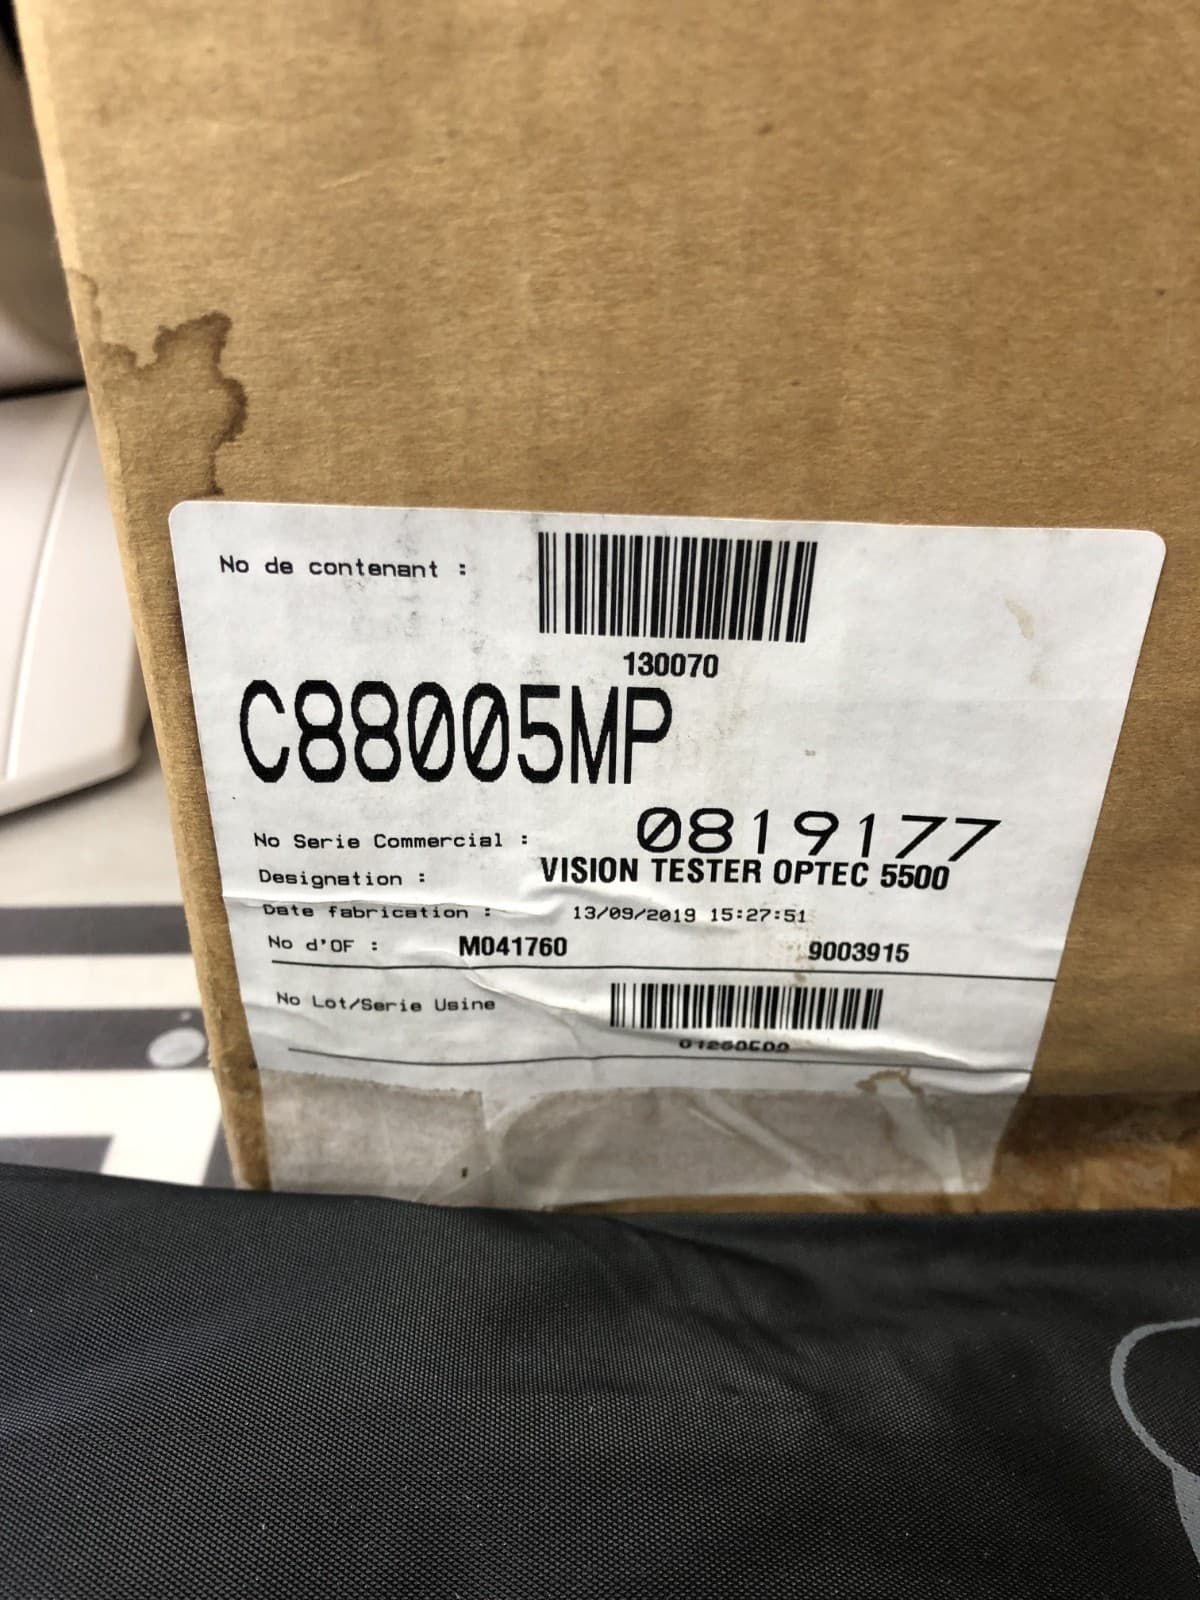 No de contenant :
130070
C88005MP
No Serie Commercial : 0819177
Designation : VISION TESTER OPTEC 5500
Date fabrication : 13/09/2019 15:27:51
No d'OF : M041760 9003915
No Lot/Serie Usine